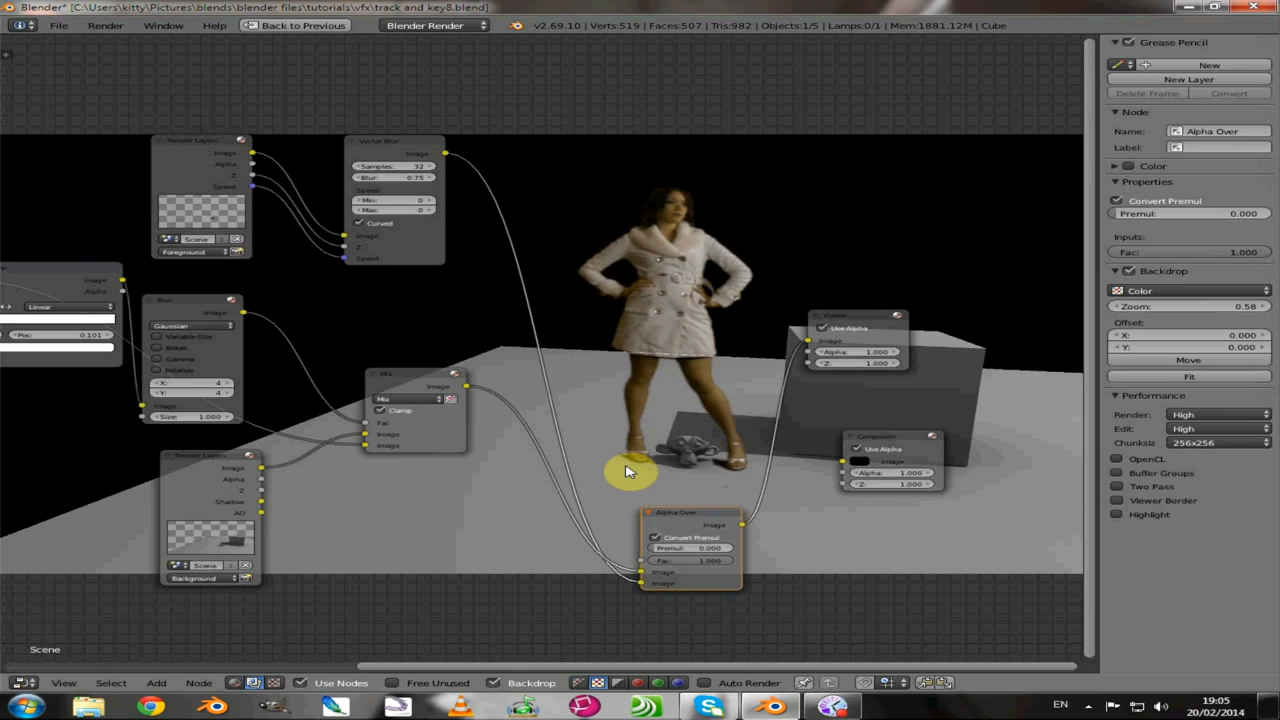 Blender* [C:\Users\kitty\Pictures\blends\blender files\tutorials\vfx\track and key8.blend]
File Render Window Help Back to Previous Blender Render v2.69.10 | Verts:519 | Faces:507 | Tris:982 | Objects:1/5 | Lamps:0/1 | Mem:1881.12M | Cube
Grease Pencil
New
New Layer
Delete Frame Convert
Node
Name: Alpha Over
Label:
Color
Properties
Convert Premul
Premul: 0.000
Inputs:
Fac: 1.000
Backdrop
Color
Zoom: 0.58
Offset:
X: 0.000
Y: 0.000
Move
Fit
Performance
Render: High
Edit: High
Chunksiz: 256x256
OpenCL
Buffer Groups
Two Pass
Viewer Border
Highlight
Render Layers
Image
Alpha
Z
Speed
Scene
Foreground
Vector Blur
Image
Samples: 32
Blur: 0.75
Speed:
Min: 0
Max: 0
Curved
Image
Z
Speed
Image
Alpha
Linear
Pos: 0.101
Blur
Image
Gaussian
Variable Size
Bokeh
Gamma
Relative
X: 4
Y: 4
Image
Size: 1.000
Mix
Image
Mix
Clamp
Fac
Image
Image
Render Layers
Image
Alpha
Z
Shadow
AO
Scene
Background
Viewer
Use Alpha
Image
Alpha: 1.000
Z: 1.000
Composite
Use Alpha
Image
Alpha: 1.000
Z: 1.000
Alpha Over
Image
Convert Premul
Premul: 0.000
Fac: 1.000
Image
Image
Scene
View Select Add Node Use Nodes Free Unused Backdrop Auto Render
EN 19:05
20/02/2014